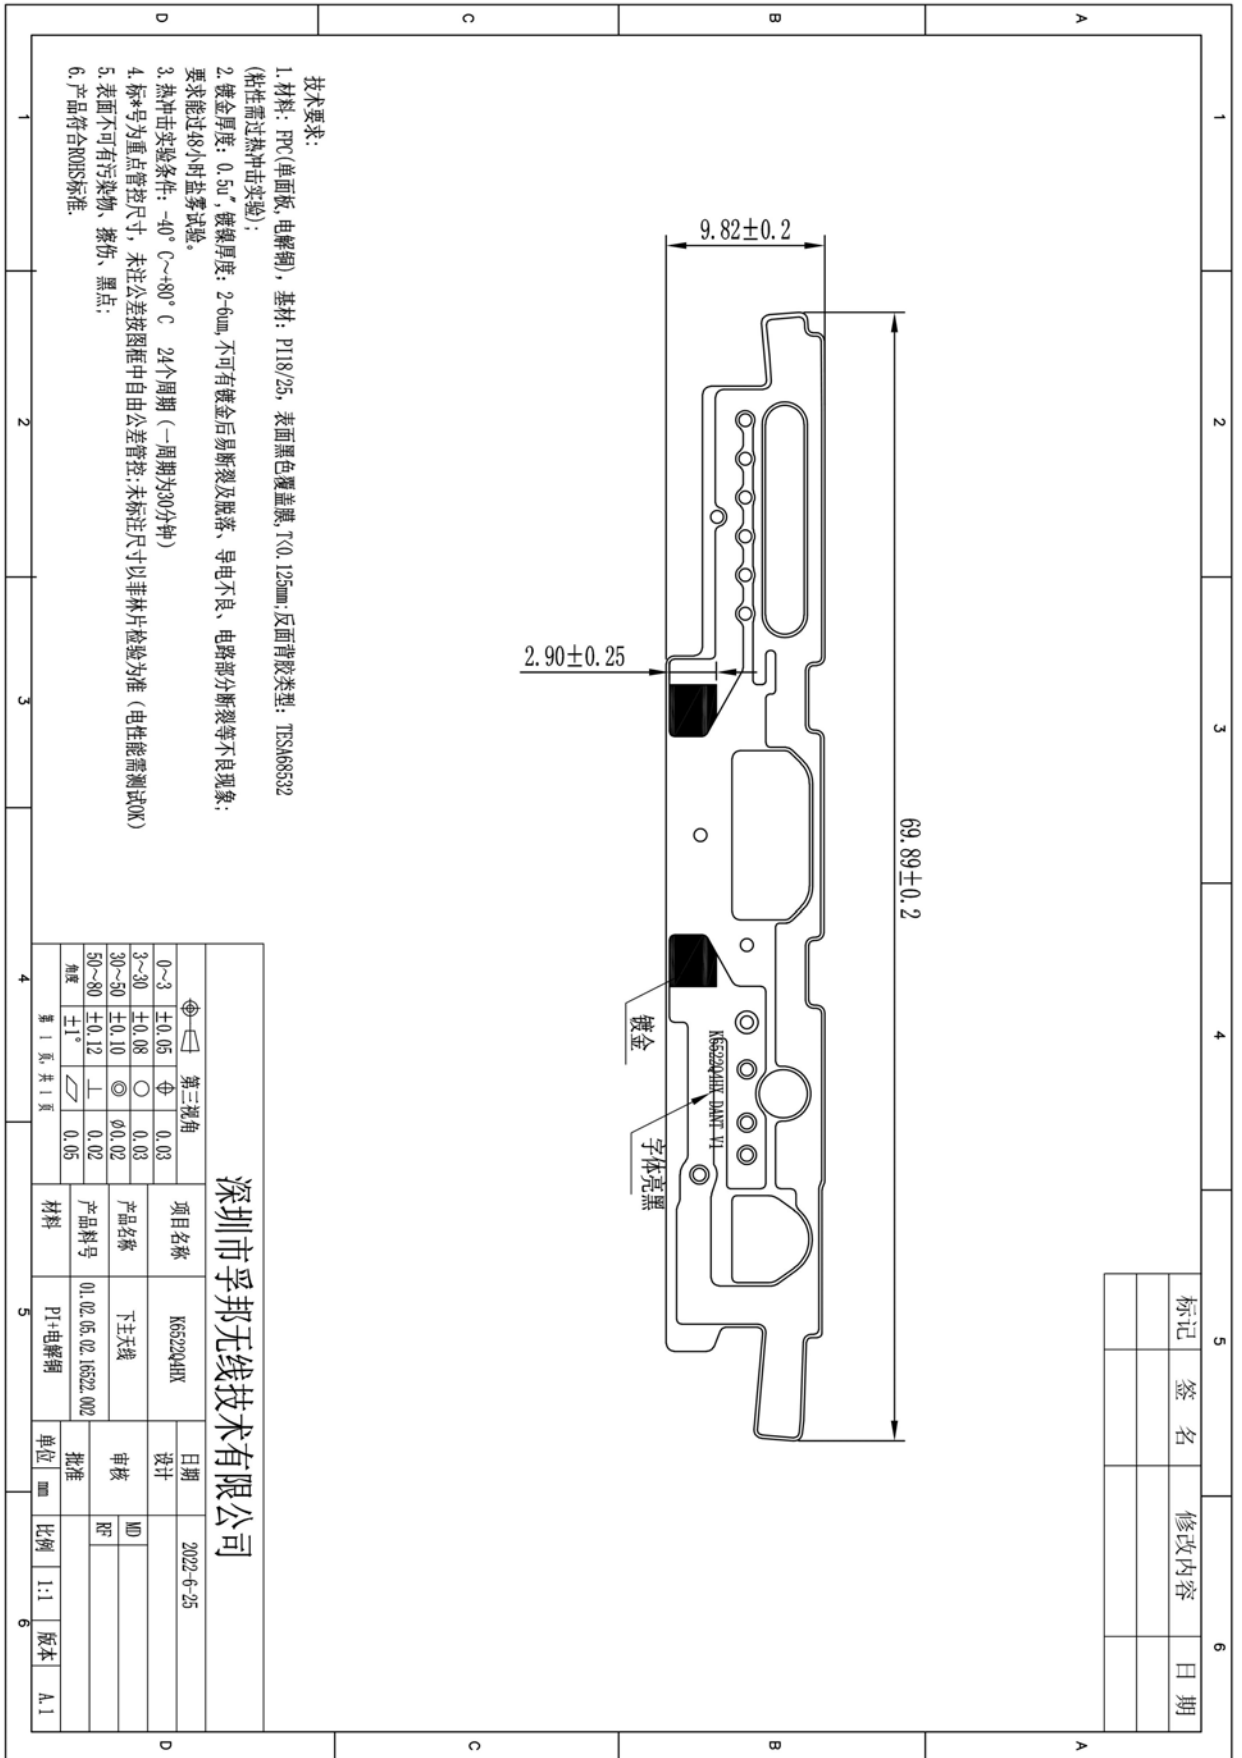 技术要求:
1.材料: FPC(单面板,电解铜), 基材: PI18/25, 表面黑色覆盖膜,T<0.125mm;反面背胶类型: TESA68532
(粘性需过热冲击实验);
2.镀金厚度: 0.5u",镀镍厚度: 2-6um,不可有镀金后易断裂及脱落、导电不良、电路部分断裂等不良现象;
要求能过48小时盐雾试验。
3.热冲击实验条件: -40° C～+80° C 24个周期 (一周期为30分钟)
4.标*号为重点管控尺寸, 未注公差按图框中自由公差管控;未标注尺寸以菲林片检验为准 (电性能需测试OK)
5.表面不可有污染物、擦伤、黑点;
6.产品符合ROHS标准.
9.82±0.2
69.89±0.2
2.90±0.25
镀金
K6522Q4HX DANT V1
字体亮黑
标记 签 名 修改内容 日 期
深圳市孚邦无线技术有限公司
第三视角
0~3 ±0.05 0.03
3~30 ±0.08 0.03
30~50 ±0.10 Ø0.02
50~80 ±0.12 0.02
角度 ±1° 0.05
第 1 页,共 1 页
项目名称 K6522Q4HX
产品名称 下主天线
产品料号 01.02.05.02.16522.002
材料 PI+电解铜
日期 2022-6-25
设计
审核 MD
RF
批准
单位 mm 比例 1:1 版本 A.1
1 2 3 4 5 6
1 2 3 4 5 6
A B C D
A B C D